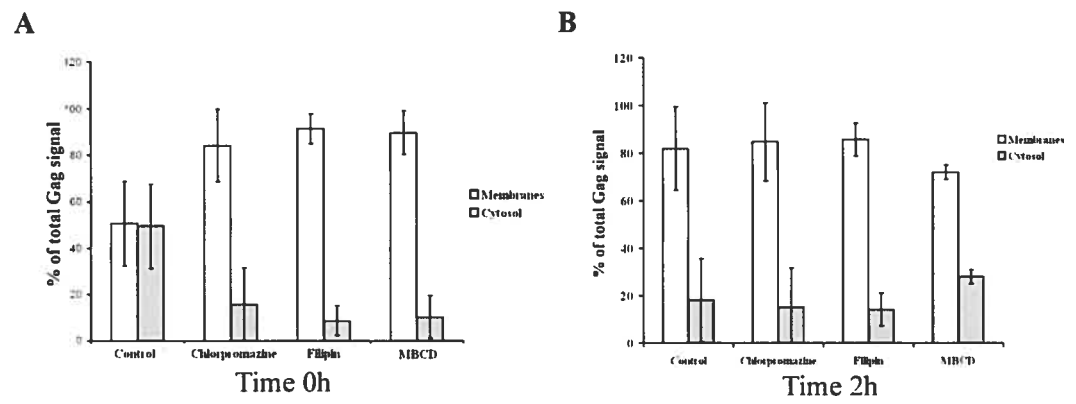 A
% of total Gag signal
120
100
80
60
40
20
0
Control Chlorpromazine Filipin MBCD
Time 0h
Membranes
Cytosol
B
% of total Gag signal
120
100
80
60
40
20
0
Control Chlorpromazine Filipin MBCD
Time 2h
Membranes
Cytosol